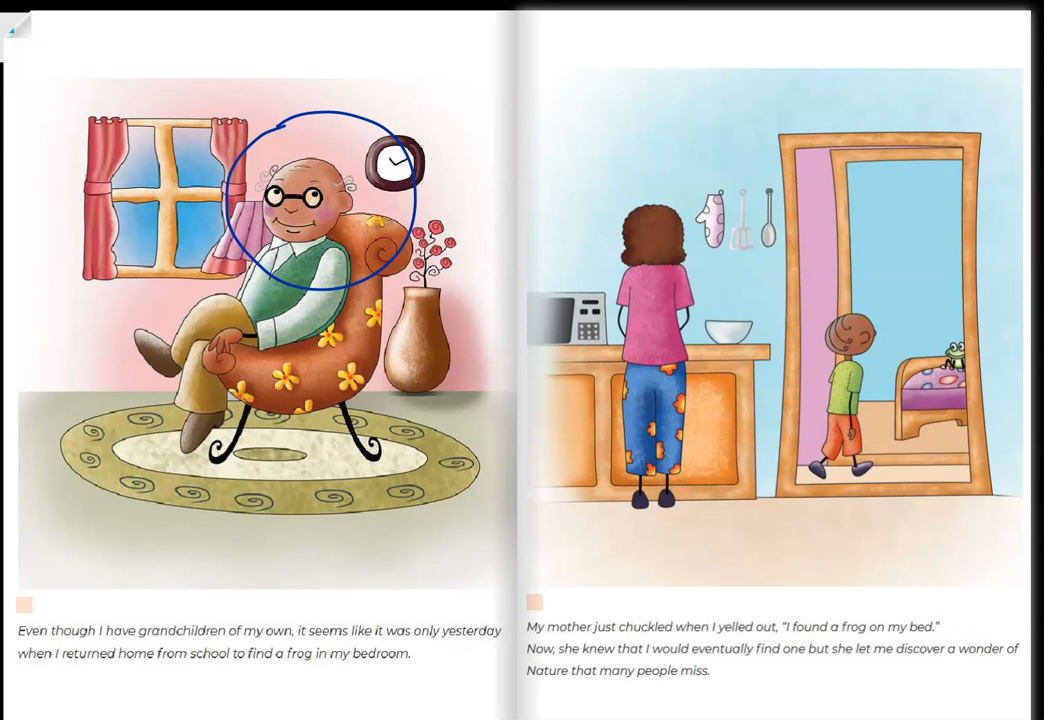 Even though I have grandchildren of my own, it seems like it was only yesterday
when I returned home from school to find a frog in my bedroom.
My mother just chuckled when I yelled out, “I found a frog on my bed.”
Now, she knew that I would eventually find one but she let me discover a wonder of
Nature that many people miss.